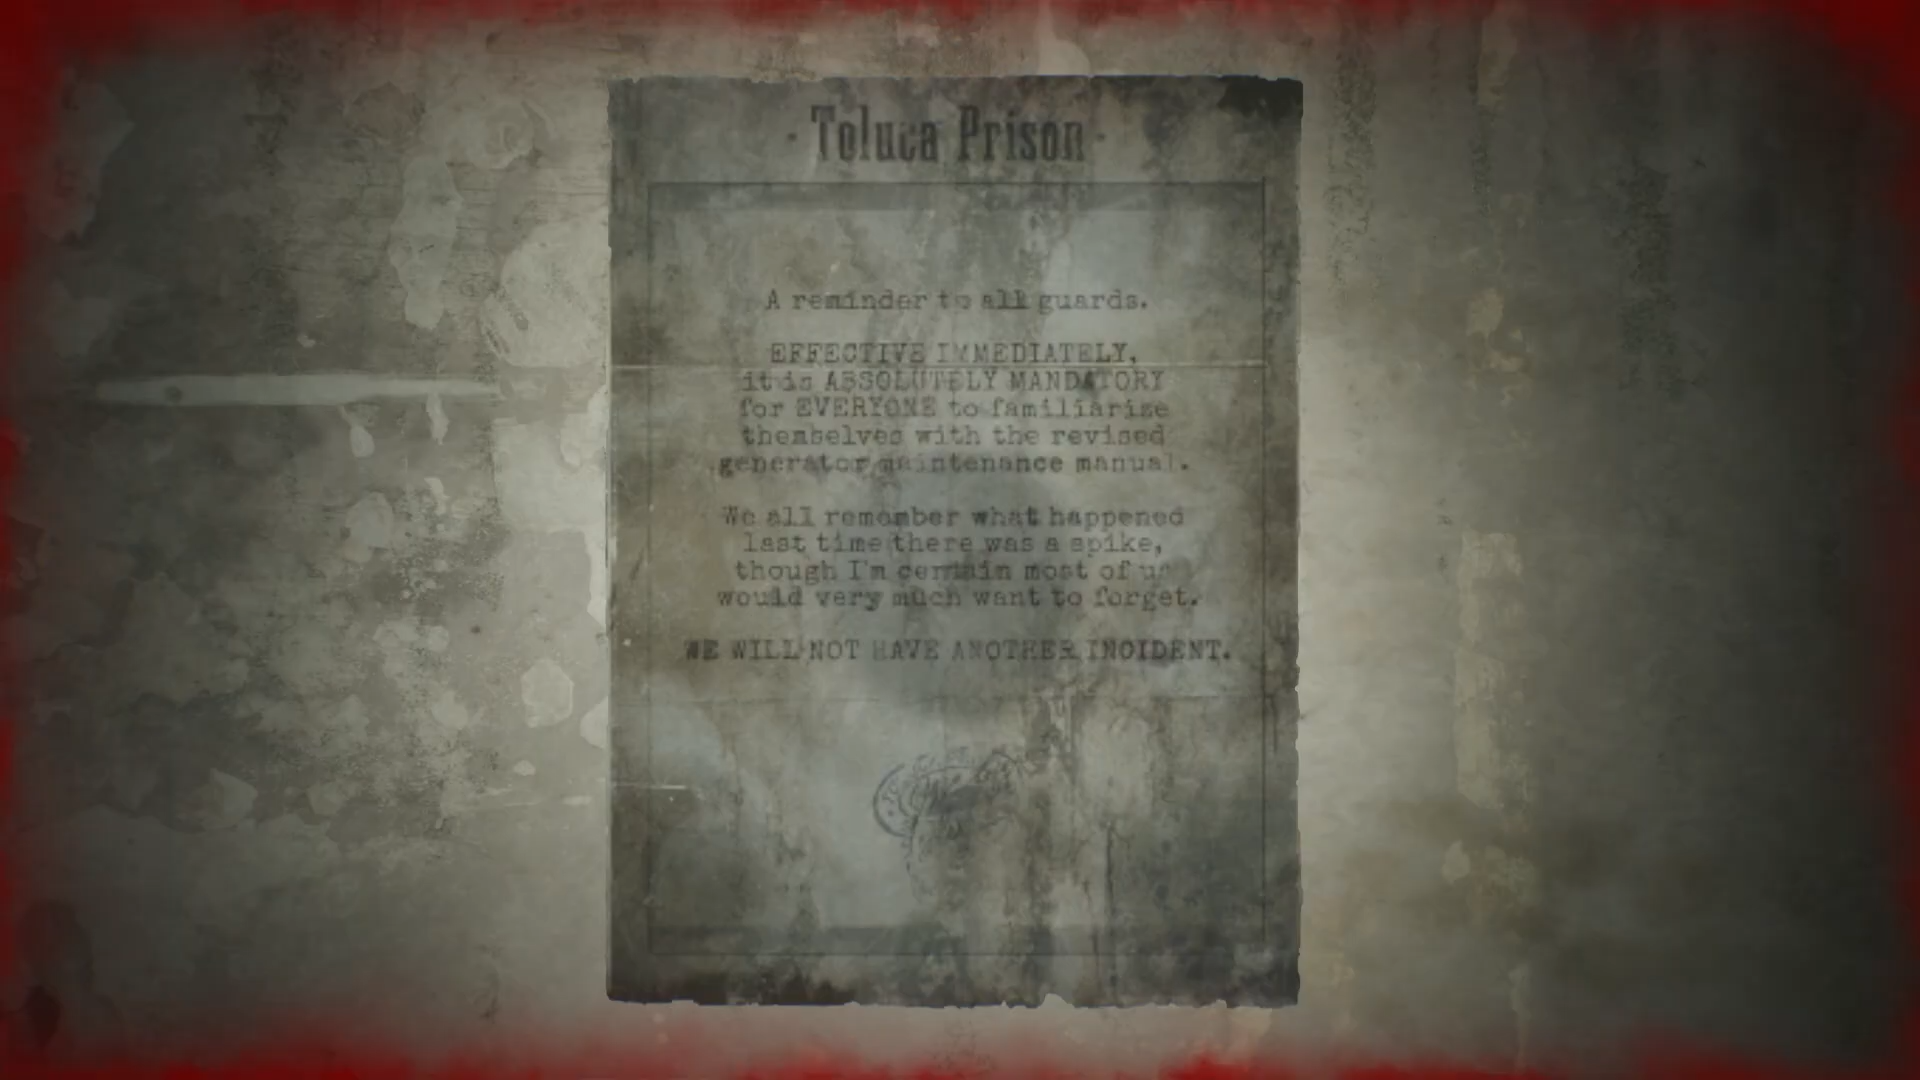 · Toluca Prison ·
A reminder to all guards.
EFFECTIVE IMMEDIATELY,
it is ABSOLUTELY MANDATORY
for EVERYONE to familiarize
themselves with the revised
generator maintenance manual.
We all remember what happened
last time there was a spike,
though I'm certain most of us
would very much want to forget.
WE WILL NOT HAVE ANOTHER INCIDENT.